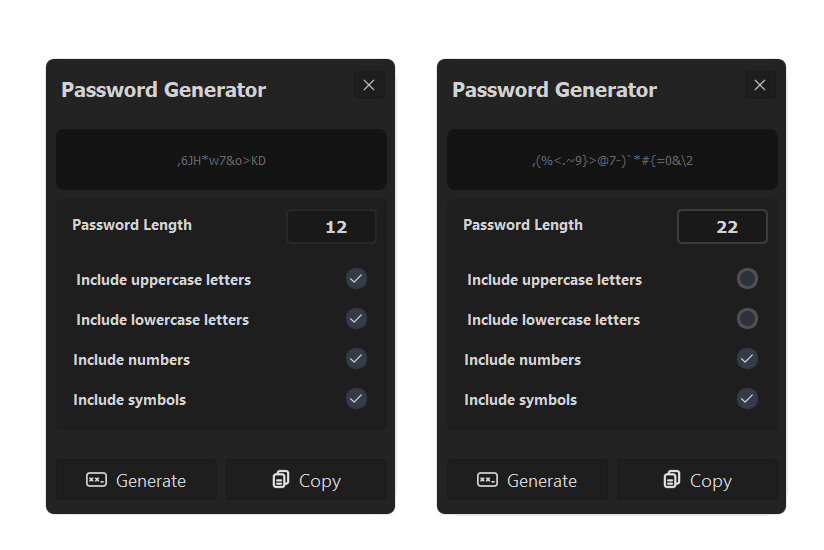 Password Generator
,6JH*w7&o>KD
Password Length 12
Include uppercase letters
Include lowercase letters
Include numbers
Include symbols
Generate Copy
Password Generator
,(%<.~9}>@7-)`*#{=0&\2
Password Length 22
Include uppercase letters
Include lowercase letters
Include numbers
Include symbols
Generate Copy